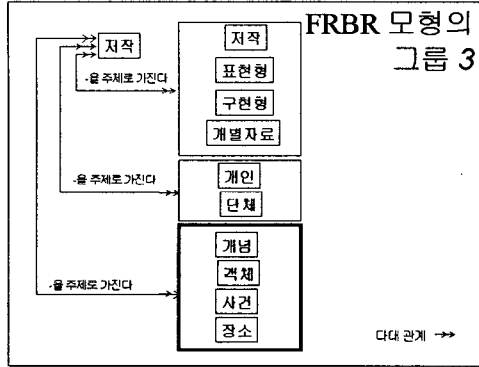 FRBR 모형의
그룹 3
저작
저작
표현형
구현형
개별자료
-을 주제로 가진다
개인
단체
-을 주제로 가진다
개념
객체
사건
장소
-을 주제로 가진다
다대 관계